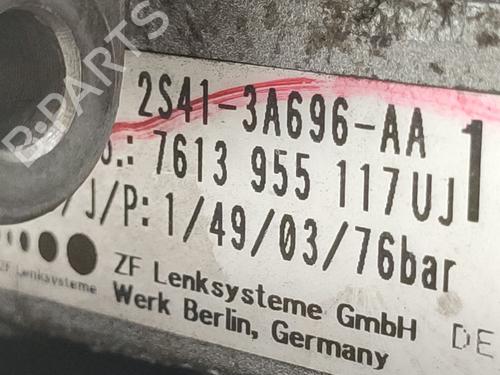 B-PARTS
2S41-3A696-AA
1
.: 7613 955 117UJ
/J/P: 1/49/03/76bar
ZF Lenksysteme
ZF Lenksysteme GmbH
Werk Berlin, Germany
DE